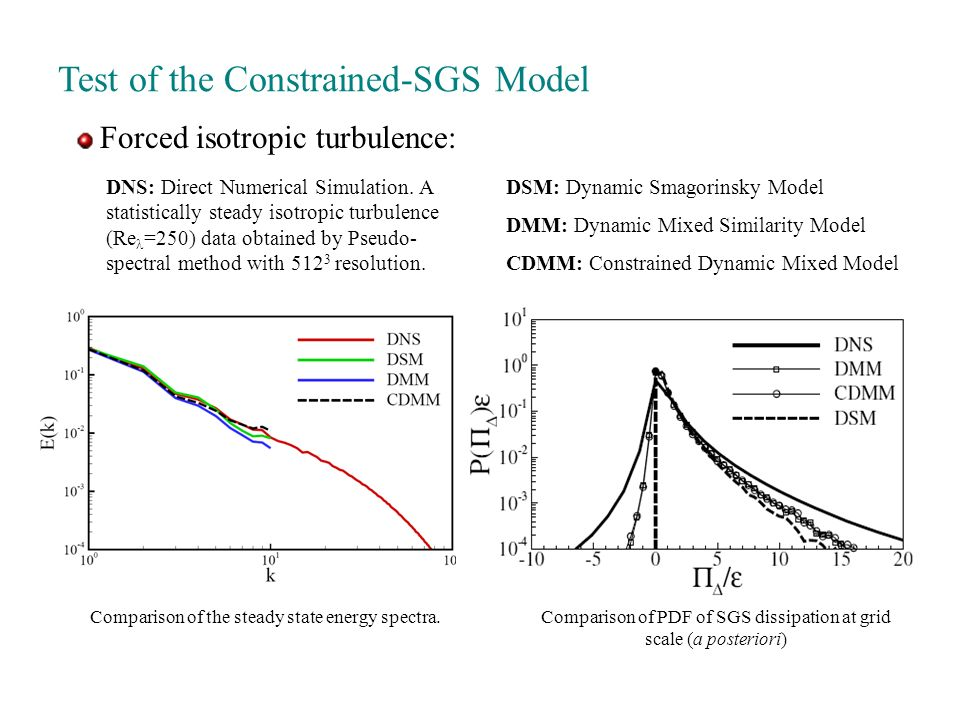 Test of the Constrained-SGS Model
Forced isotropic turbulence:
DNS: Direct Numerical Simulation. A
statistically steady isotropic turbulence
(Reλ=250) data obtained by Pseudo-
spectral method with 512³ resolution.
DSM: Dynamic Smagorinsky Model
DMM: Dynamic Mixed Similarity Model
CDMM: Constrained Dynamic Mixed Model
10⁰
10⁻¹
10⁻²
10⁻³
10⁻⁴
E(k)
DNS
DSM
DMM
CDMM
10⁰ 10¹ 10
k
10¹
10⁰
10⁻¹
10⁻²
10⁻³
10⁻⁴
P(Π_Δ)ε
DNS
DMM
CDMM
DSM
-10 -5 0 5 10 15 20
Π_Δ/ε
Comparison of the steady state energy spectra.
Comparison of PDF of SGS dissipation at grid
scale (a posteriori)